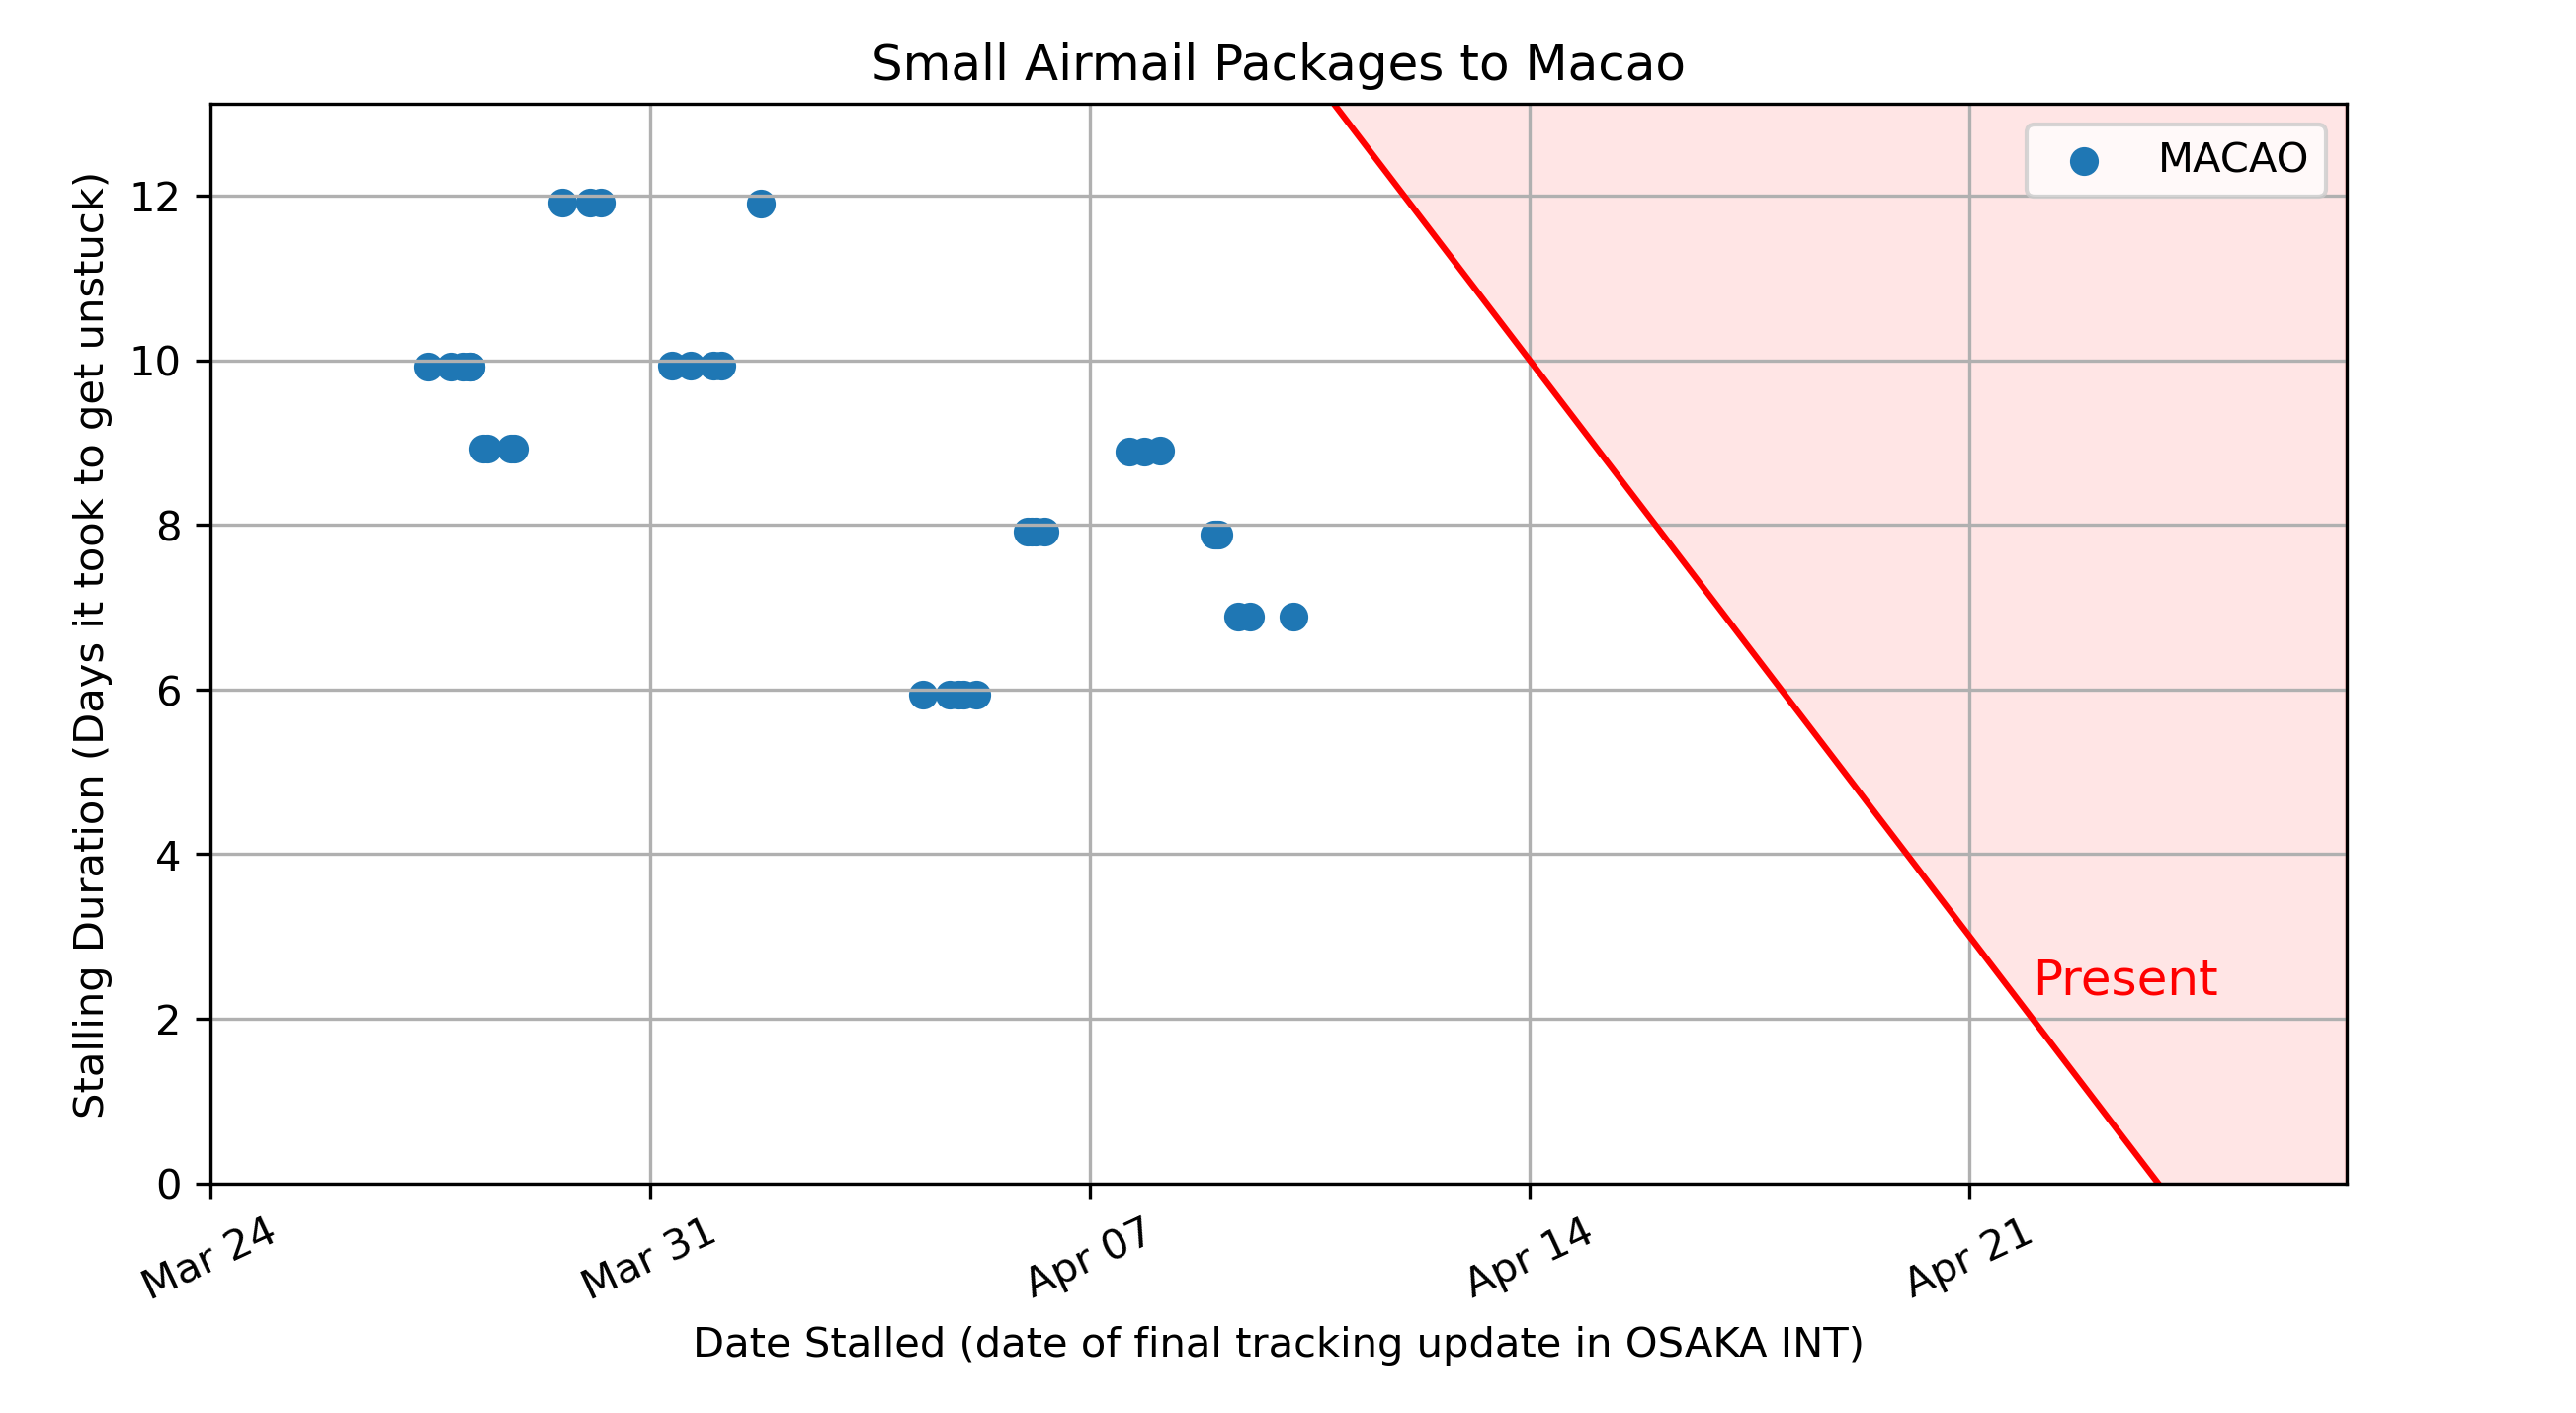 Small Airmail Packages to Macao
MACAO
Stalling Duration (Days it took to get unstuck)
12
10
8
6
4
2
0
Present
Mar 24
Mar 31
Apr 07
Apr 14
Apr 21
Date Stalled (date of final tracking update in OSAKA INT)